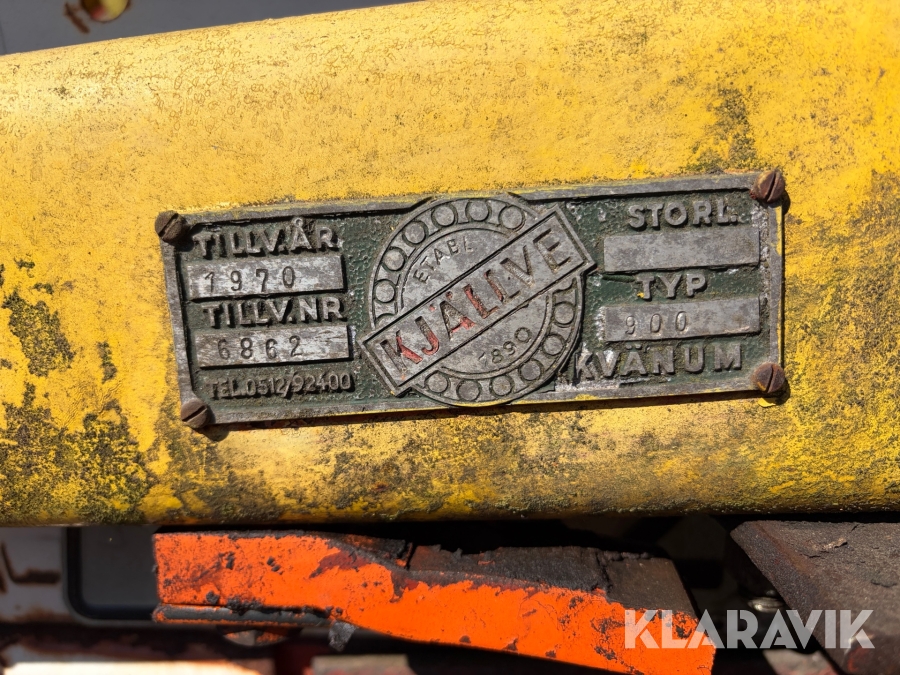 TILLV.ÅR
1970
TILLV.NR
6862
TEL.0512/92400
ETABL
KJÄLLVE
1890
STORL.
TYP
900
KVÄNUM
KLARAVIK